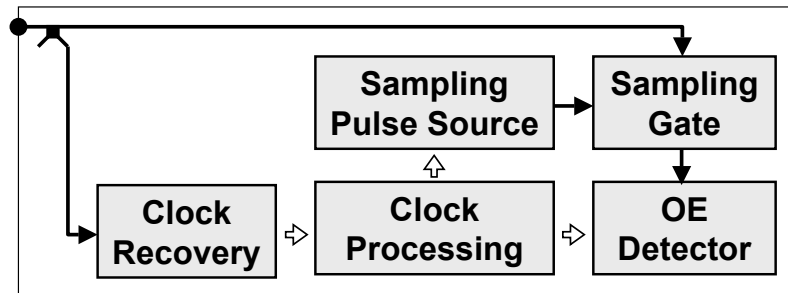 Sampling
Pulse Source
Sampling
Gate
Clock
Recovery
Clock
Processing
OE
Detector